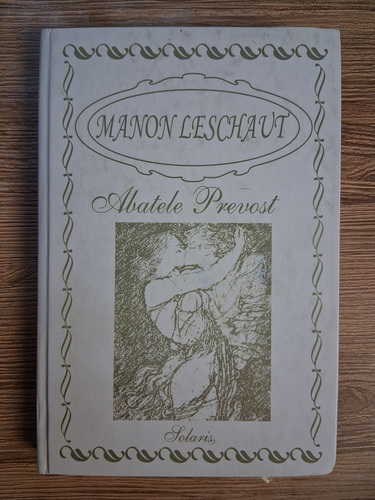 MANON LESCHAUT
Abatele Prevost
Solaris,